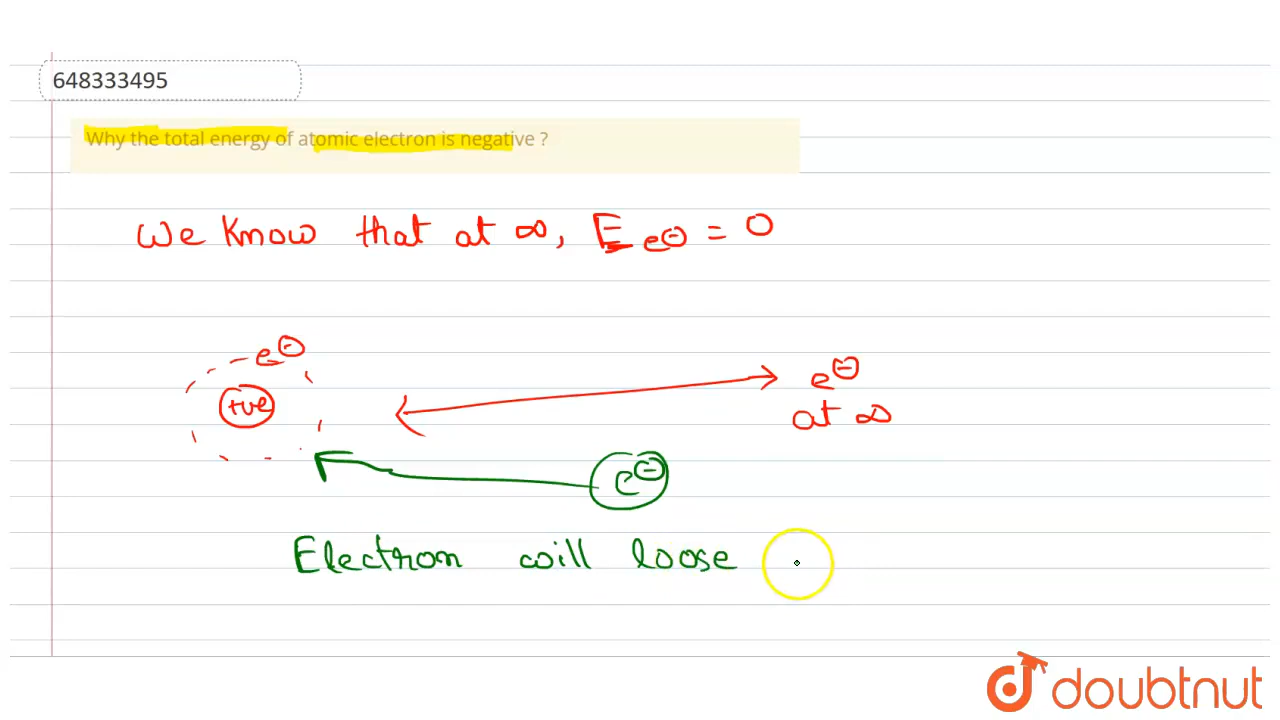 648333495
Why the total energy of atomic electron is negative ?
We Know that at ∞, E e⊖ = 0
e⊖
+ve
e⊖
at ∞
e⊖
Electron will loose
doubtnut